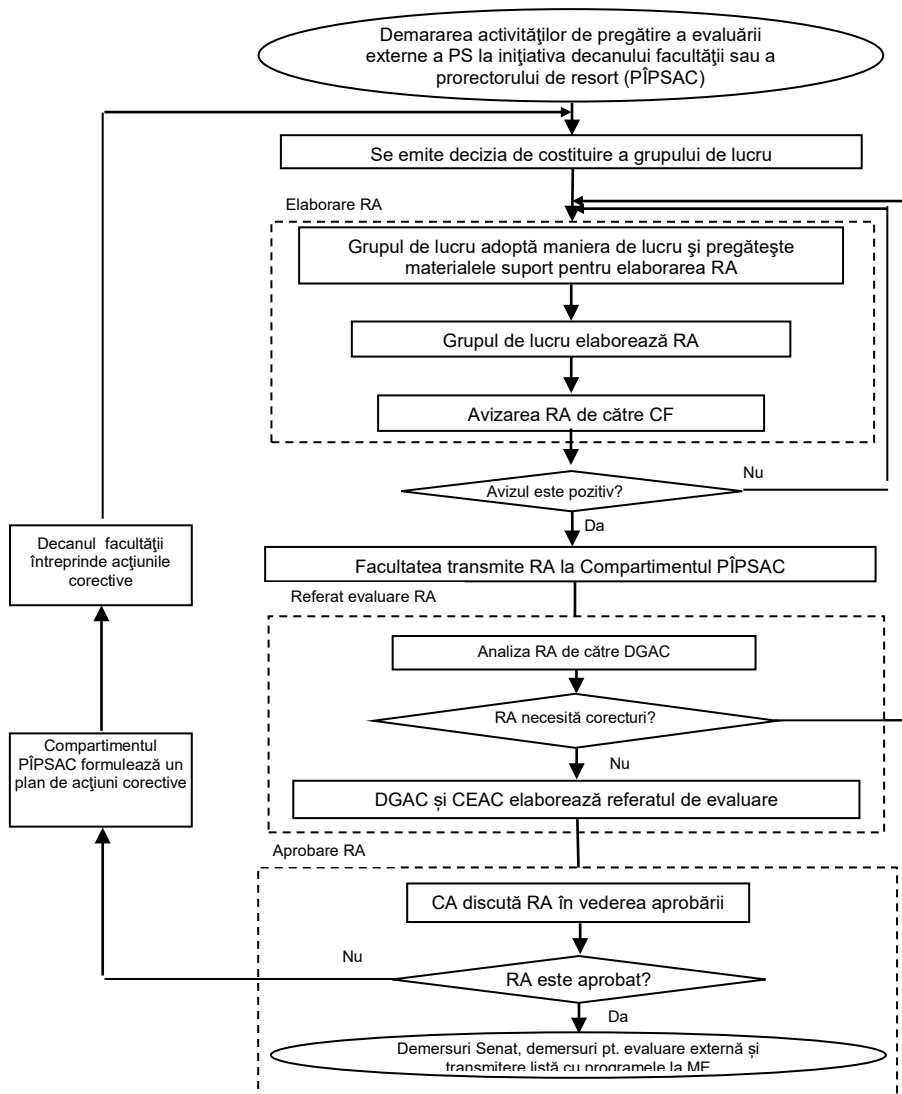 Demararea activităţilor de pregătire a evaluării
externe a PS la iniţiativa decanului facultăţii sau a
prorectorului de resort (PÎPSAC)
Se emite decizia de costituire a grupului de lucru
Elaborare RA
Grupul de lucru adoptă maniera de lucru şi pregăteşte
materialele suport pentru elaborarea RA
Grupul de lucru elaborează RA
Avizarea RA de către CF
Avizul este pozitiv?
Nu
Da
Decanul facultăţii
întreprinde acţiunile
corective
Facultatea transmite RA la Compartimentul PÎPSAC
Referat evaluare RA
Analiza RA de către DGAC
RA necesită corecturi?
Nu
Compartimentul
PÎPSAC formulează un
plan de acţiuni corective
DGAC și CEAC elaborează referatul de evaluare
Aprobare RA
CA discută RA în vederea aprobării
Nu
RA este aprobat?
Da
Demersuri Senat, demersuri pt. evaluare externă și
transmitere listă cu programele la